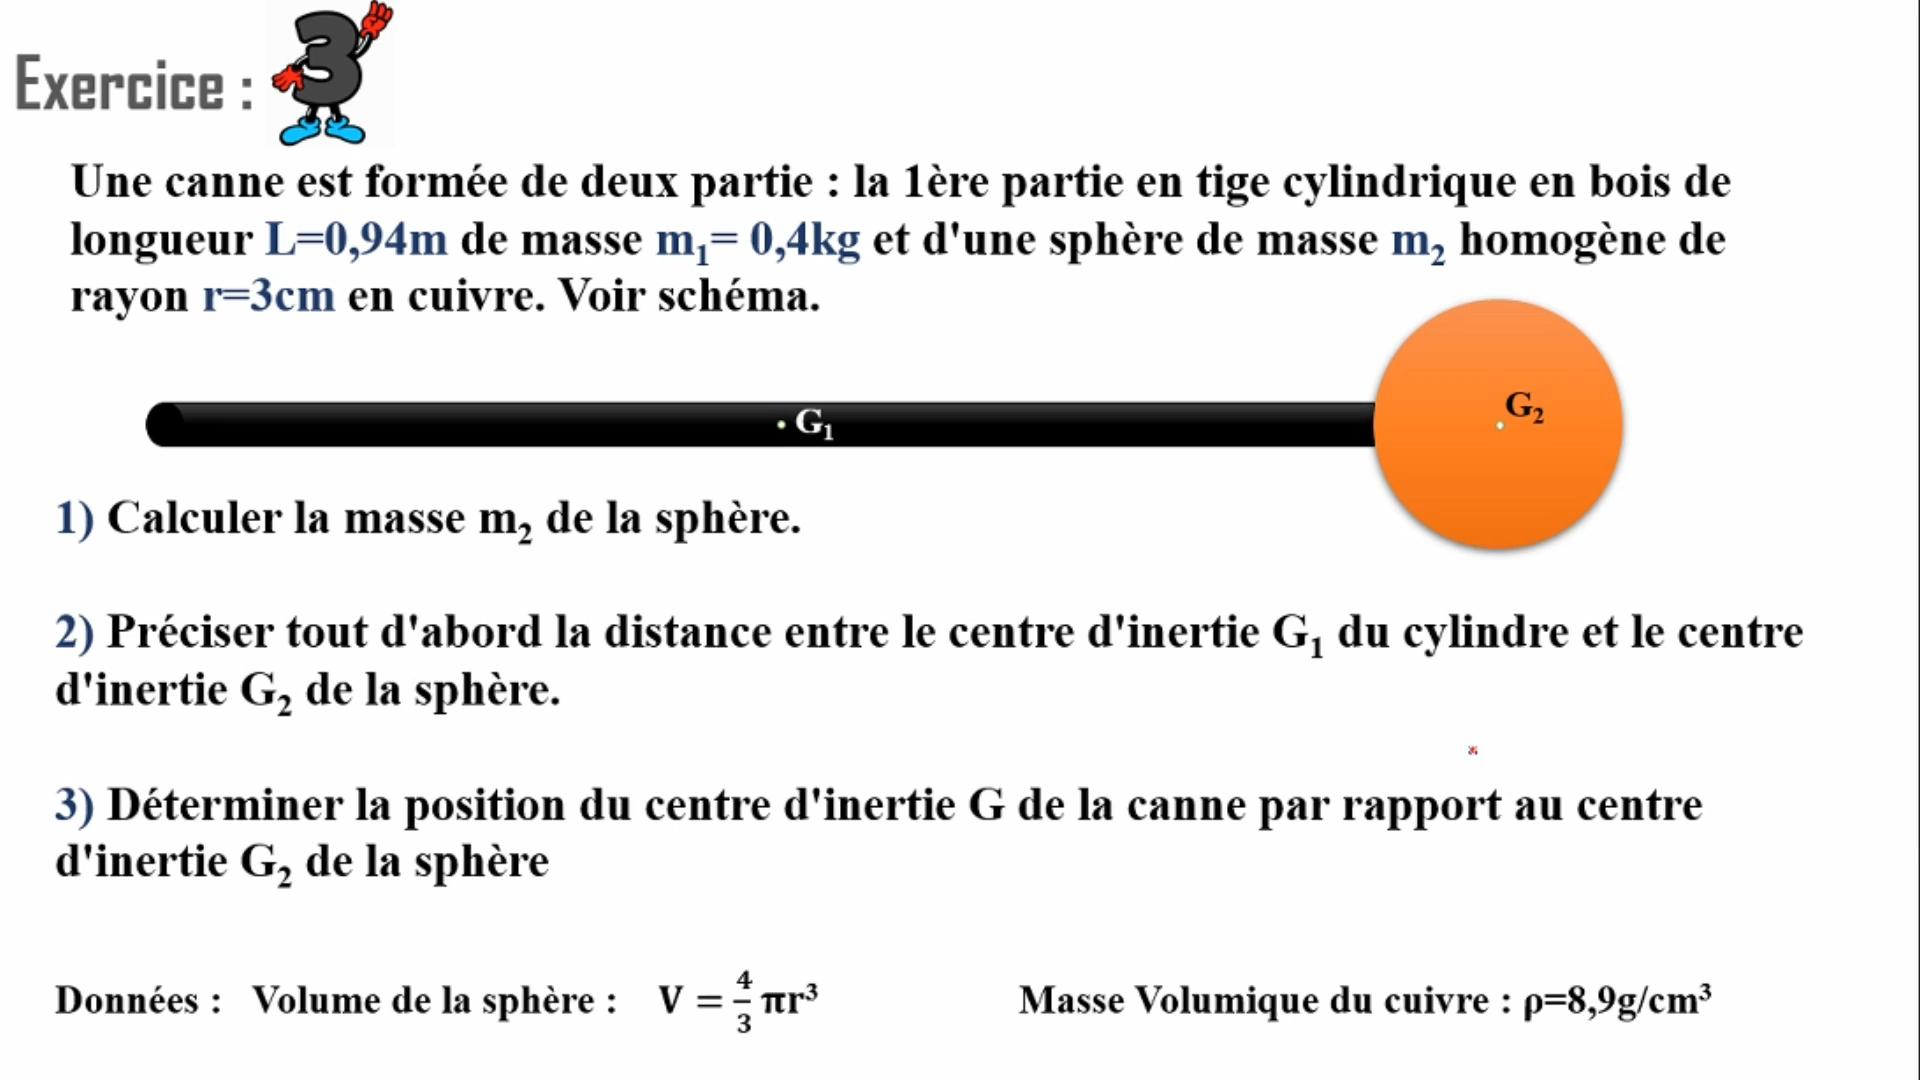 Exercice : 3
Une canne est formée de deux partie : la 1ère partie en tige cylindrique en bois de
longueur L=0,94m de masse m₁= 0,4kg et d'une sphère de masse m₂ homogène de
rayon r=3cm en cuivre. Voir schéma.
G₁
G₂
1) Calculer la masse m₂ de la sphère.
2) Préciser tout d'abord la distance entre le centre d'inertie G₁ du cylindre et le centre
d'inertie G₂ de la sphère.
3) Déterminer la position du centre d'inertie G de la canne par rapport au centre
d'inertie G₂ de la sphère
Données : Volume de la sphère : V = 4/3 πr³ Masse Volumique du cuivre : ρ=8,9g/cm³